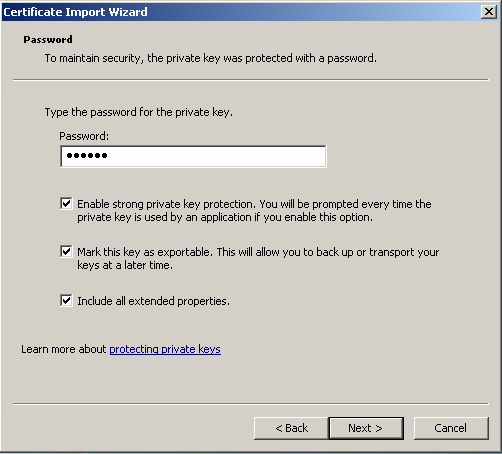 Certificate Import Wizard
Password
To maintain security, the private key was protected with a password.
Type the password for the private key.
Password:
●●●●●●
Enable strong private key protection. You will be prompted every time the
private key is used by an application if you enable this option.
Mark this key as exportable. This will allow you to back up or transport your
keys at a later time.
Include all extended properties.
Learn more about protecting private keys
< Back Next > Cancel